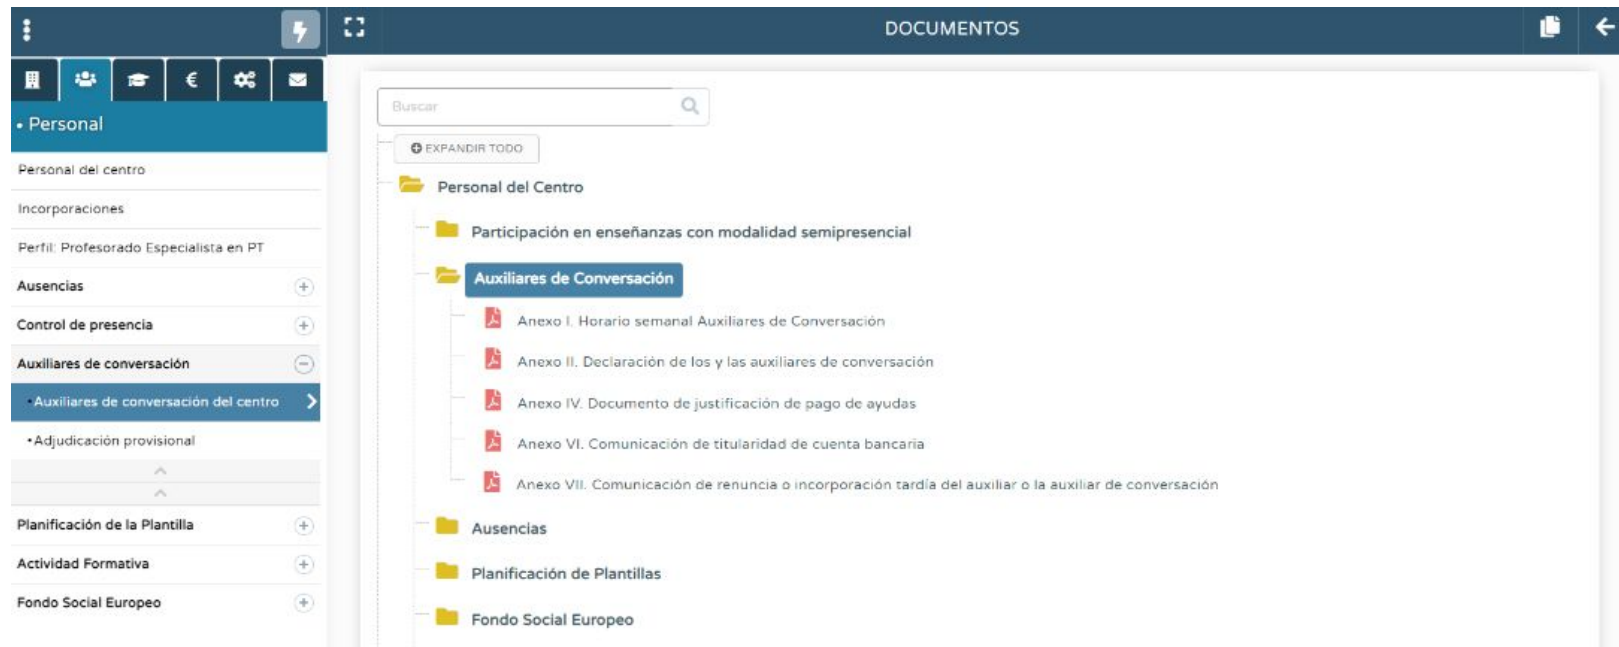 DOCUMENTOS
€
• Personal
Personal del centro
Incorporaciones
Perfil: Profesorado Especialista en PT
Ausencias
Control de presencia
Auxiliares de conversación
•Auxiliares de conversación del centro
•Adjudicación provisional
Planificación de la Plantilla
Actividad Formativa
Fondo Social Europeo
Buscar
EXPANDIR TODO
Personal del Centro
Participación en enseñanzas con modalidad semipresencial
Auxiliares de Conversación
Anexo I. Horario semanal Auxiliares de Conversación
Anexo II. Declaración de los y las auxiliares de conversación
Anexo IV. Documento de justificación de pago de ayudas
Anexo VI. Comunicación de titularidad de cuenta bancaria
Anexo VII. Comunicación de renuncia o incorporación tardía del auxiliar o la auxiliar de conversación
Ausencias
Planificación de Plantillas
Fondo Social Europeo